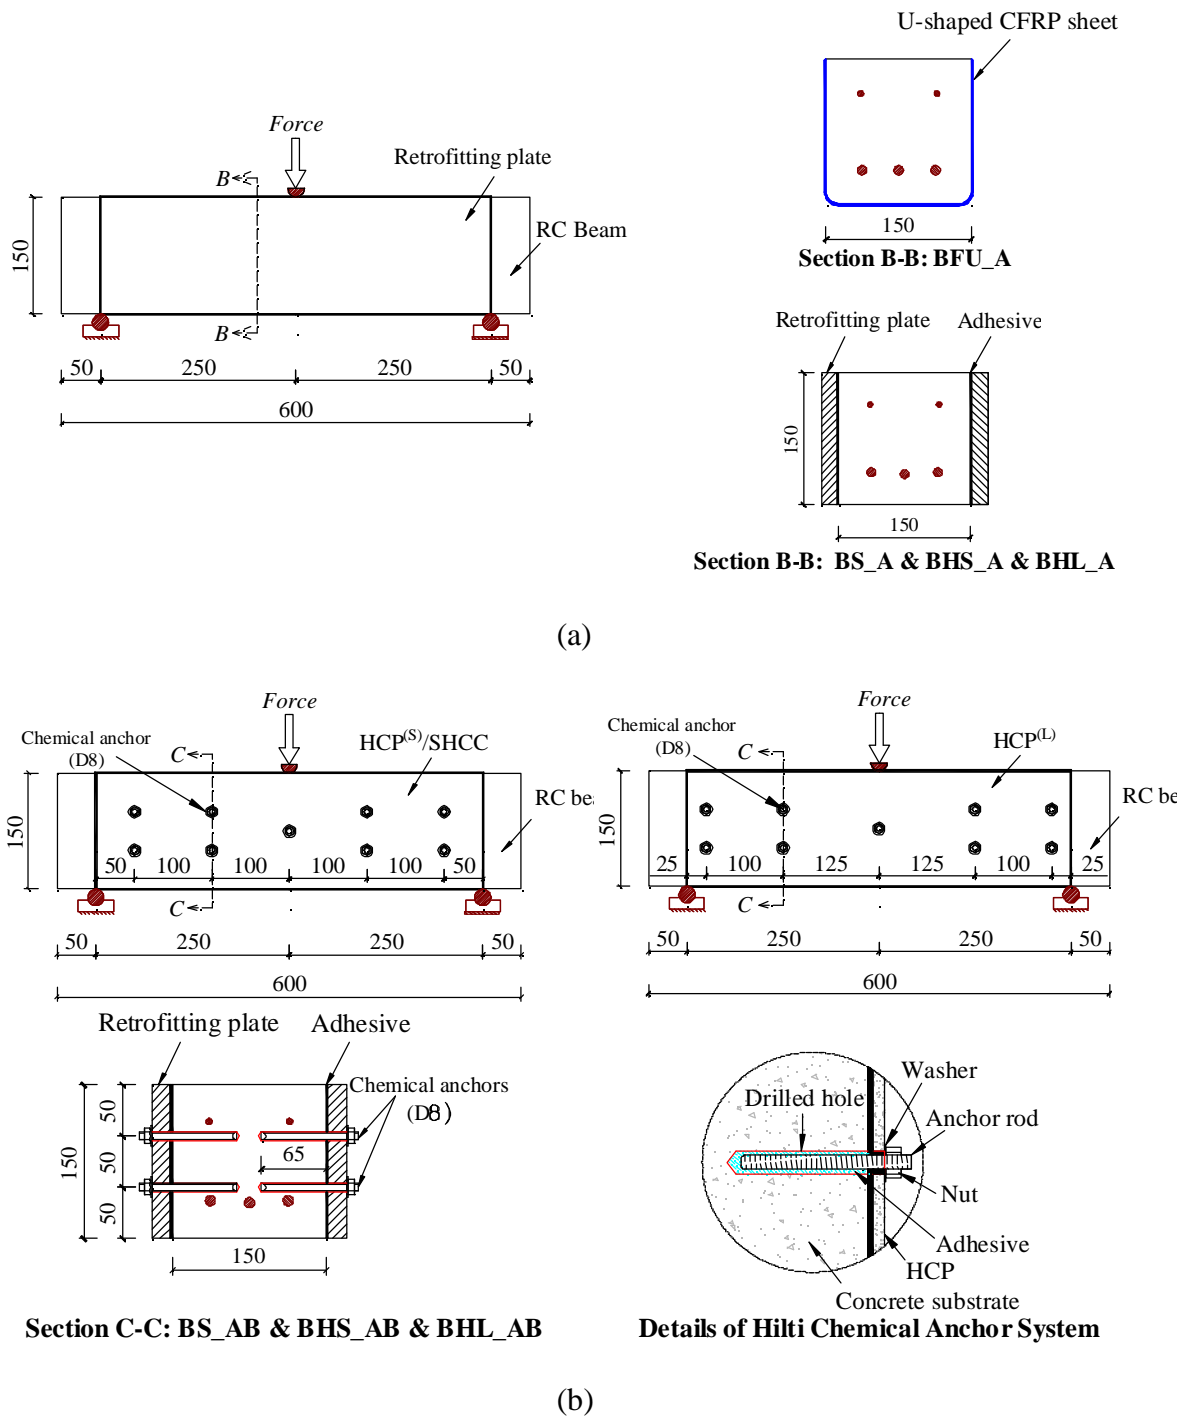 U-shaped CFRP sheet
Force
Retrofitting plate
B
RC Beam
150
B
50 250 250 50
600
150
Section B-B: BFU_A
Retrofitting plate Adhesive
150
150
Section B-B: BS_A & BHS_A & BHL_A
(a)
Force
Chemical anchor
(D8)
C
HCP(S)/SHCC
RC bea
150
50 100 100 100 100 50
C
50 250 250 50
600
Force
Chemical anchor
(D8)
C
HCP(L)
RC be
150
25 100 125 125 100 25
C
50 250 250 50
600
Retrofitting plate Adhesive
Chemical anchors
(D8)
50
150
50
50
65
150
Section C-C: BS_AB & BHS_AB & BHL_AB
Washer
Drilled hole
Anchor rod
Nut
Adhesive
HCP
Concrete substrate
Details of Hilti Chemical Anchor System
(b)